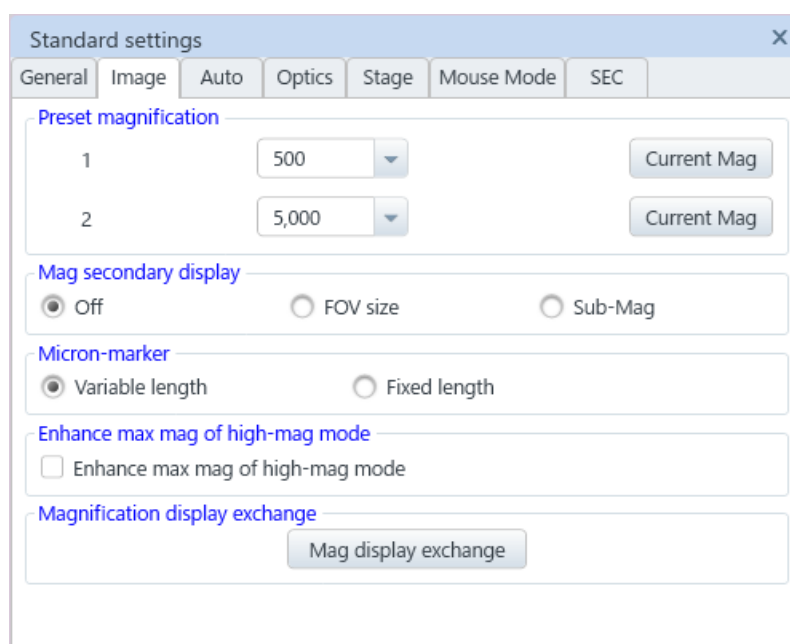 Standard settings
General Image Auto Optics Stage Mouse Mode SEC
Preset magnification
1 500 Current Mag
2 5,000 Current Mag
Mag secondary display
Off FOV size Sub-Mag
Micron-marker
Variable length Fixed length
Enhance max mag of high-mag mode
Enhance max mag of high-mag mode
Magnification display exchange
Mag display exchange